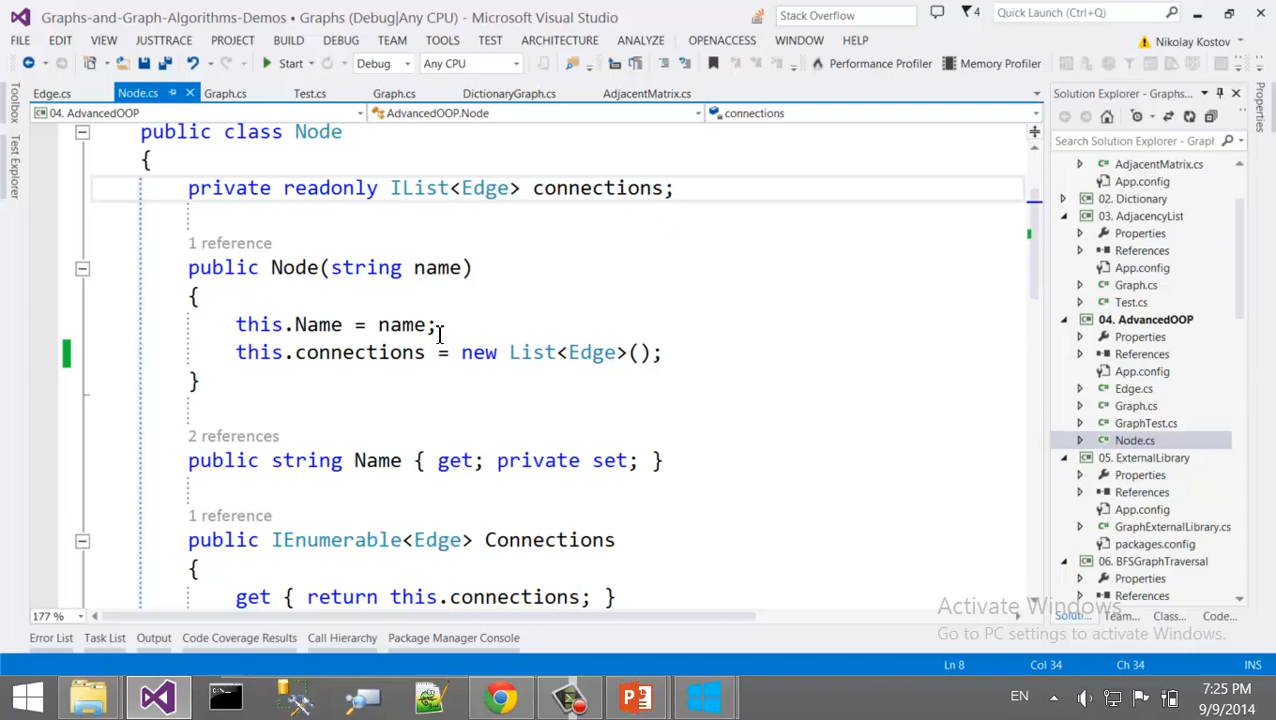 Graphs-and-Graph-Algorithms-Demos • Graphs (Debug|Any CPU) - Microsoft Visual Studio
Stack Overflow
4
Quick Launch (Ctrl+Q)
FILE EDIT VIEW JUSTTRACE PROJECT BUILD DEBUG TEAM TOOLS TEST ARCHITECTURE ANALYZE OPENACCESS WINDOW HELP
Nikolay Kostov
Start Debug Any CPU Performance Profiler Memory Profiler
Toolbox
Test Explorer
Edge.cs Node.cs Graph.cs Test.cs Graph.cs DictionaryGraph.cs AdjacentMatrix.cs
04. AdvancedOOP AdvancedOOP.Node connections
public class Node
{
private readonly IList<Edge> connections;
1 reference
public Node(string name)
{
this.Name = name;
this.connections = new List<Edge>();
}
2 references
public string Name { get; private set; }
1 reference
public IEnumerable<Edge> Connections
{
get { return this.connections; }
177 %
Solution Explorer - Graphs...
Search Solution Explorer - Graph
AdjacentMatrix.cs
App.config
02. Dictionary
03. AdjacencyList
Properties
References
App.config
Graph.cs
Test.cs
04. AdvancedOOP
Properties
References
App.config
Edge.cs
Graph.cs
GraphTest.cs
Node.cs
05. ExternalLibrary
Properties
References
App.config
GraphExternalLibrary.cs
packages.config
06. BFSGraphTraversal
Properties
References
Soluti... Team... Class... Code...
Properties
Activate Windows
Go to PC settings to activate Windows.
Error List Task List Output Code Coverage Results Call Hierarchy Package Manager Console
Ln 8 Col 34 Ch 34 INS
EN
7:25 PM
9/9/2014